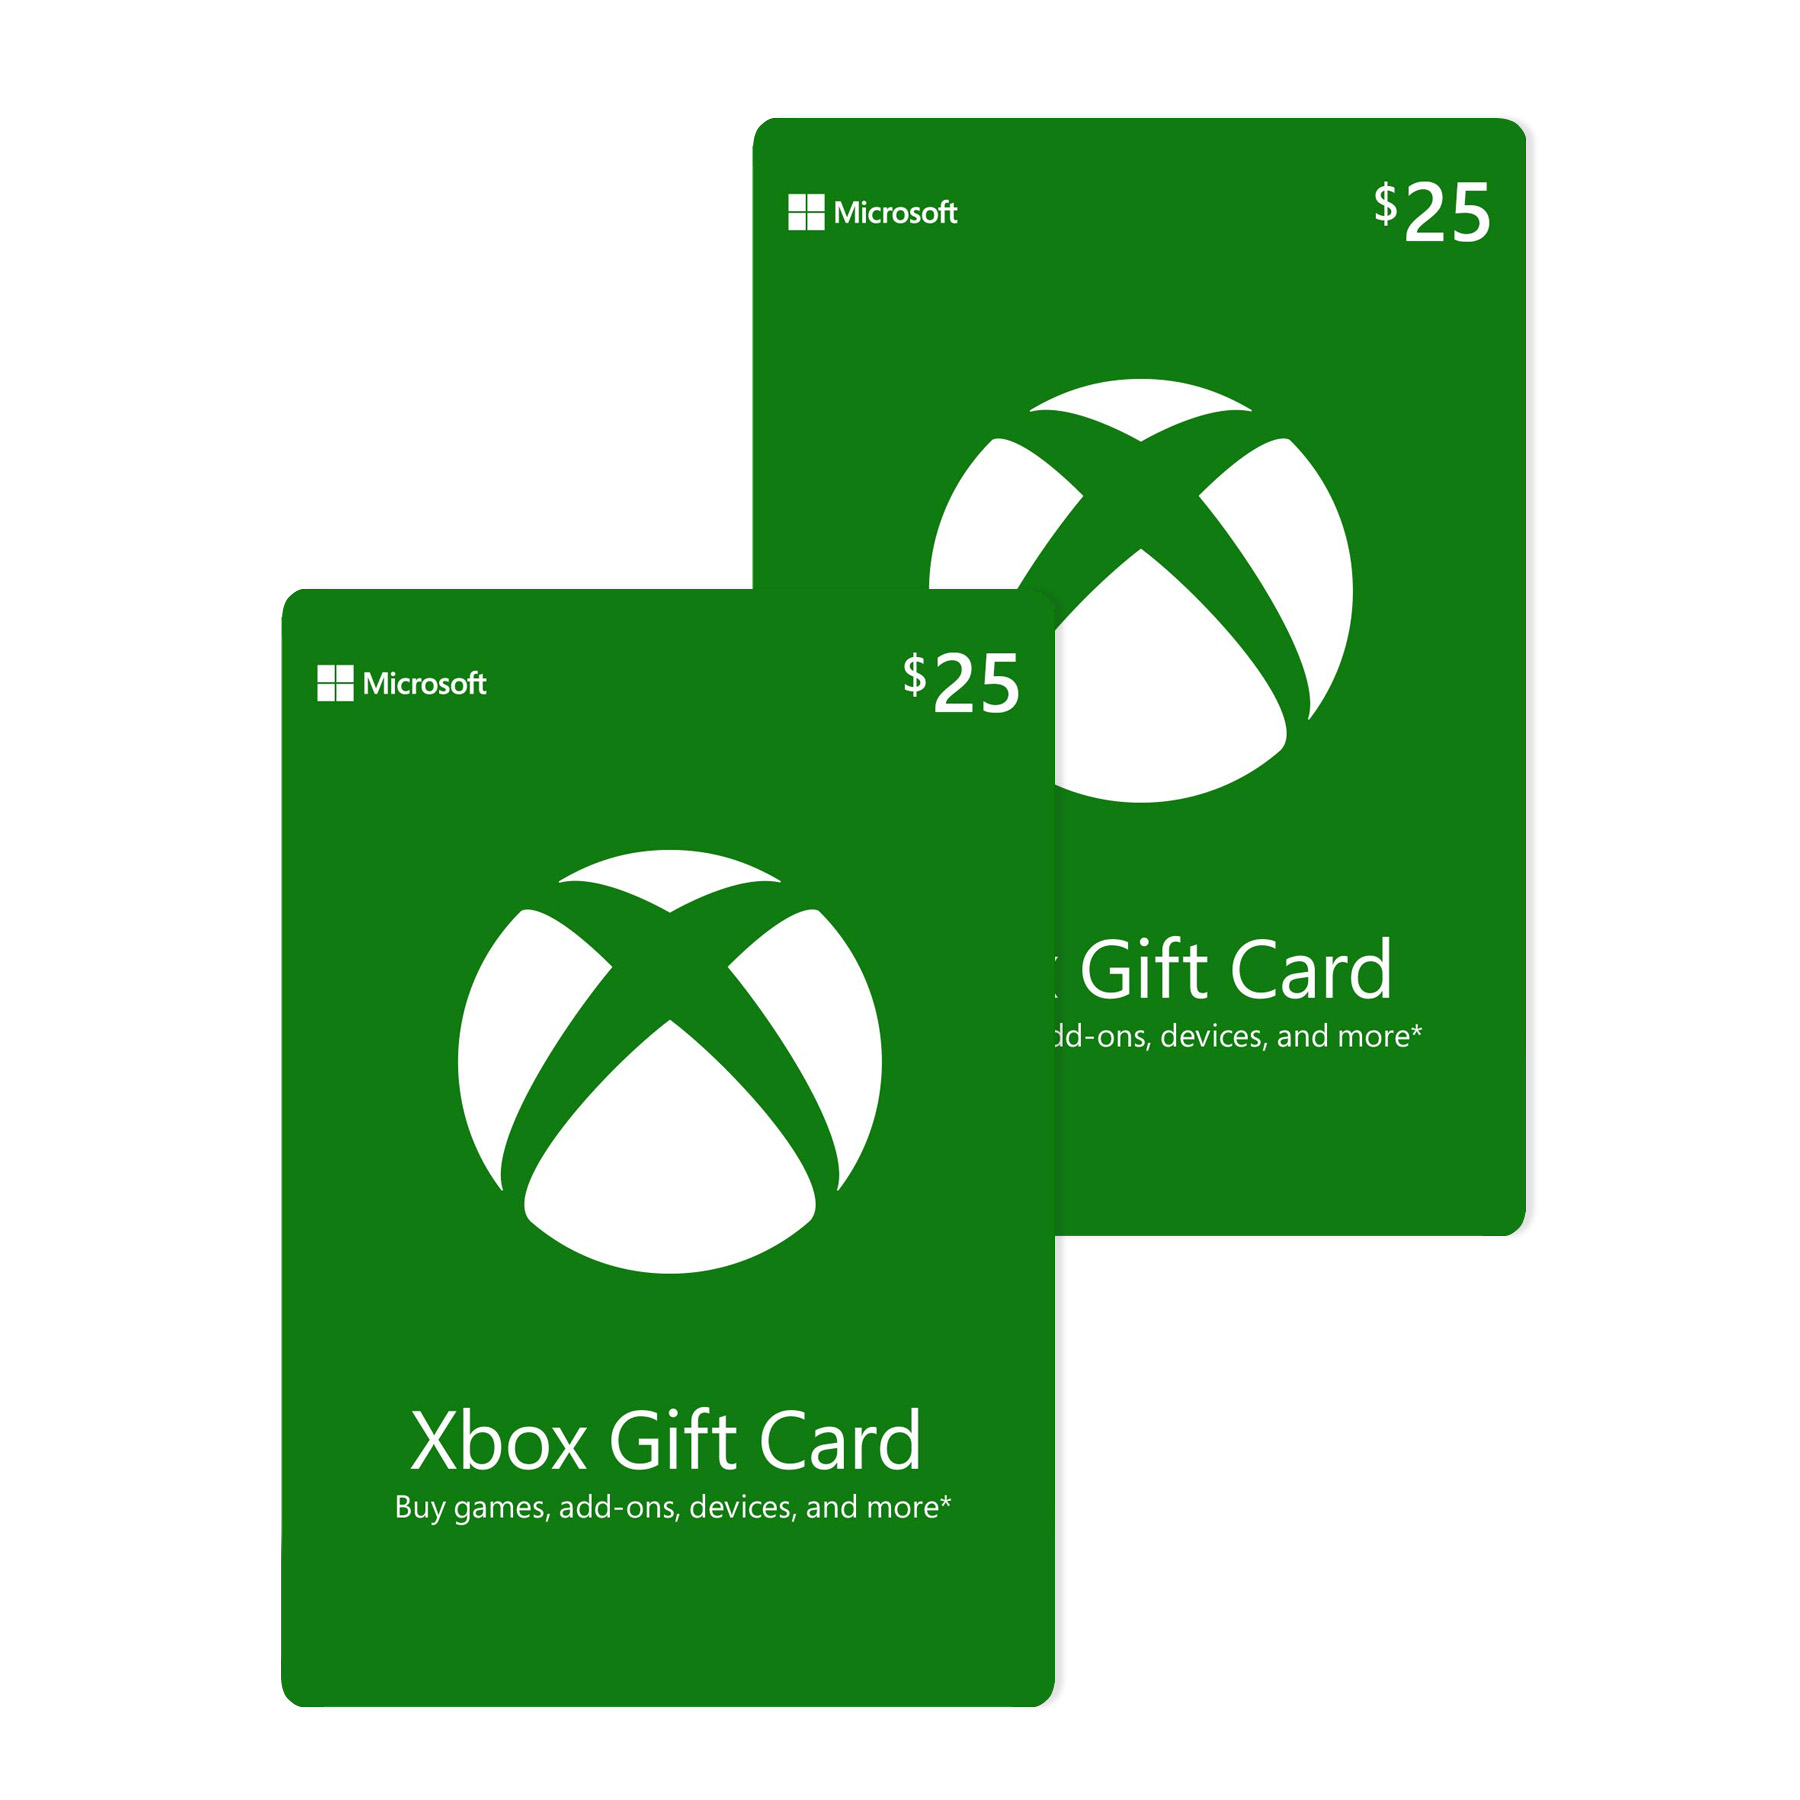 Microsoft
$25
Gift Card
add-ons, devices, and more*
Microsoft
$25
Xbox Gift Card
Buy games, add-ons, devices, and more*